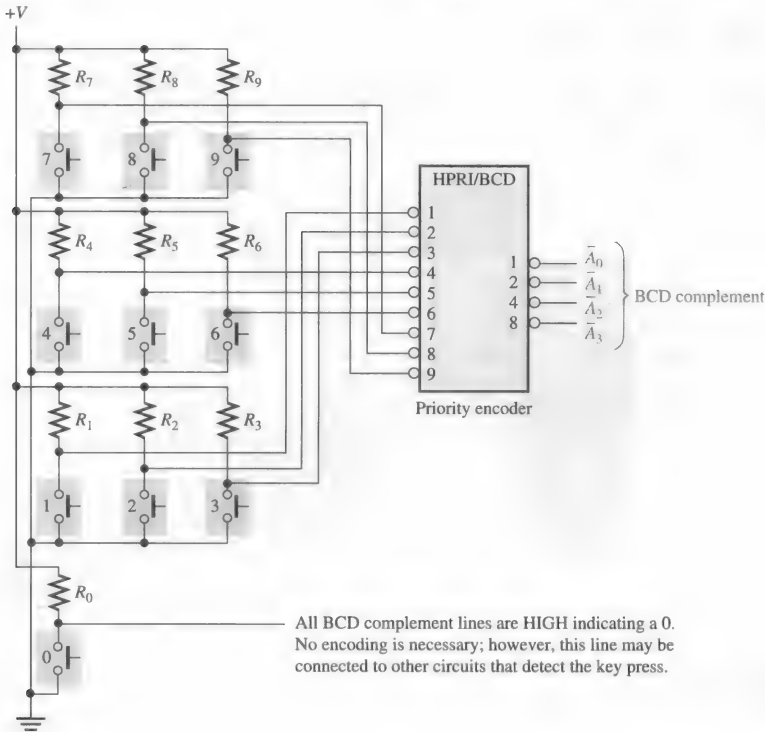 +V
R7 R8 R9
7 8 9
HPRI/BCD
R4 R5 R6
1
2
3
4
5
6
7
8
9
1 Ā0
2 Ā1
4 Ā2
8 Ā3
BCD complement
4 5 6
Priority encoder
R1 R2 R3
1 2 3
R0
0
All BCD complement lines are HIGH indicating a 0.
No encoding is necessary; however, this line may be
connected to other circuits that detect the key press.